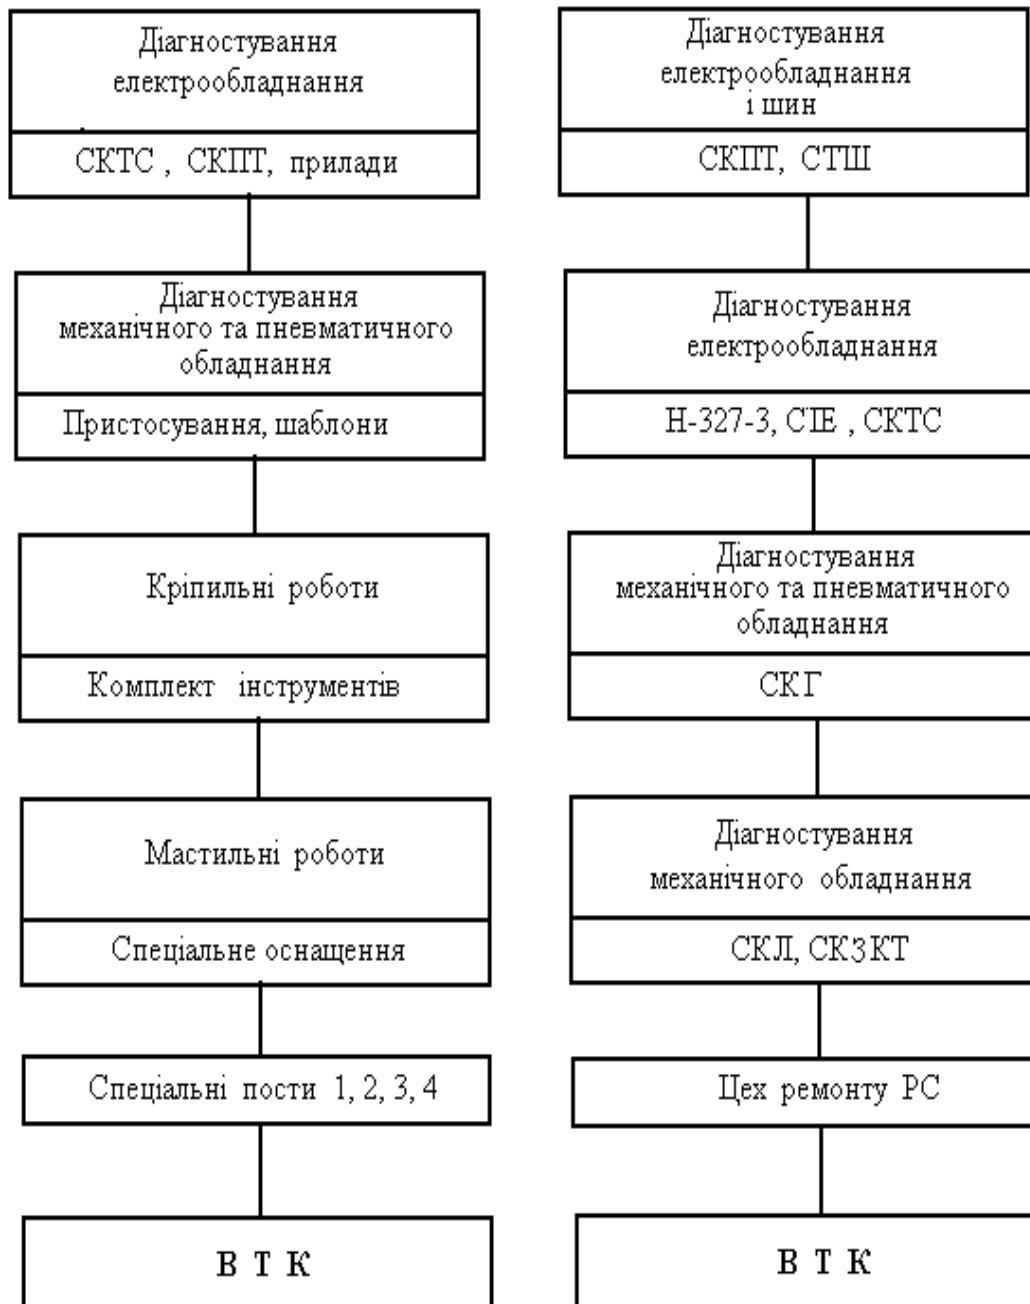 Діагностування
електрообладнання
СКТС , СКПТ, прилади
Діагностування
механічного та пневматичного
обладнання
Пристосування, шаблони
Кріпильні роботи
Комплект інструментів
Мастильні роботи
Спеціальне оснащення
Спеціальні пости 1, 2, 3, 4
В Т К
Діагностування
електрообладнання
і шин
СКПТ, СТШ
Діагностування
електрообладнання
Н-327-3, СІЕ , СКТС
Діагностування
механічного та пневматичного
обладнання
СКГ
Діагностування
механічного обладнання
СКЛ, СКЗКТ
Цех ремонту РС
В Т К